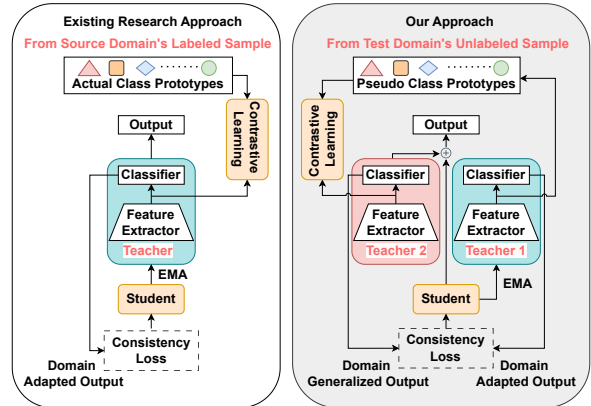 Existing Research Approach
From Source Domain's Labeled Sample
Actual Class Prototypes
Contrastive
Learning
Output
Classifier
Feature
Extractor
Teacher
EMA
Student
Consistency
Loss
Domain
Adapted Output
Our Approach
From Test Domain's Unlabeled Sample
Pseudo Class Prototypes
Contrastive
Learning
Output
Classifier
Feature
Extractor
Teacher 2
Classifier
Feature
Extractor
Teacher 1
EMA
Student
Consistency
Loss
Domain
Generalized Output
Domain
Adapted Output